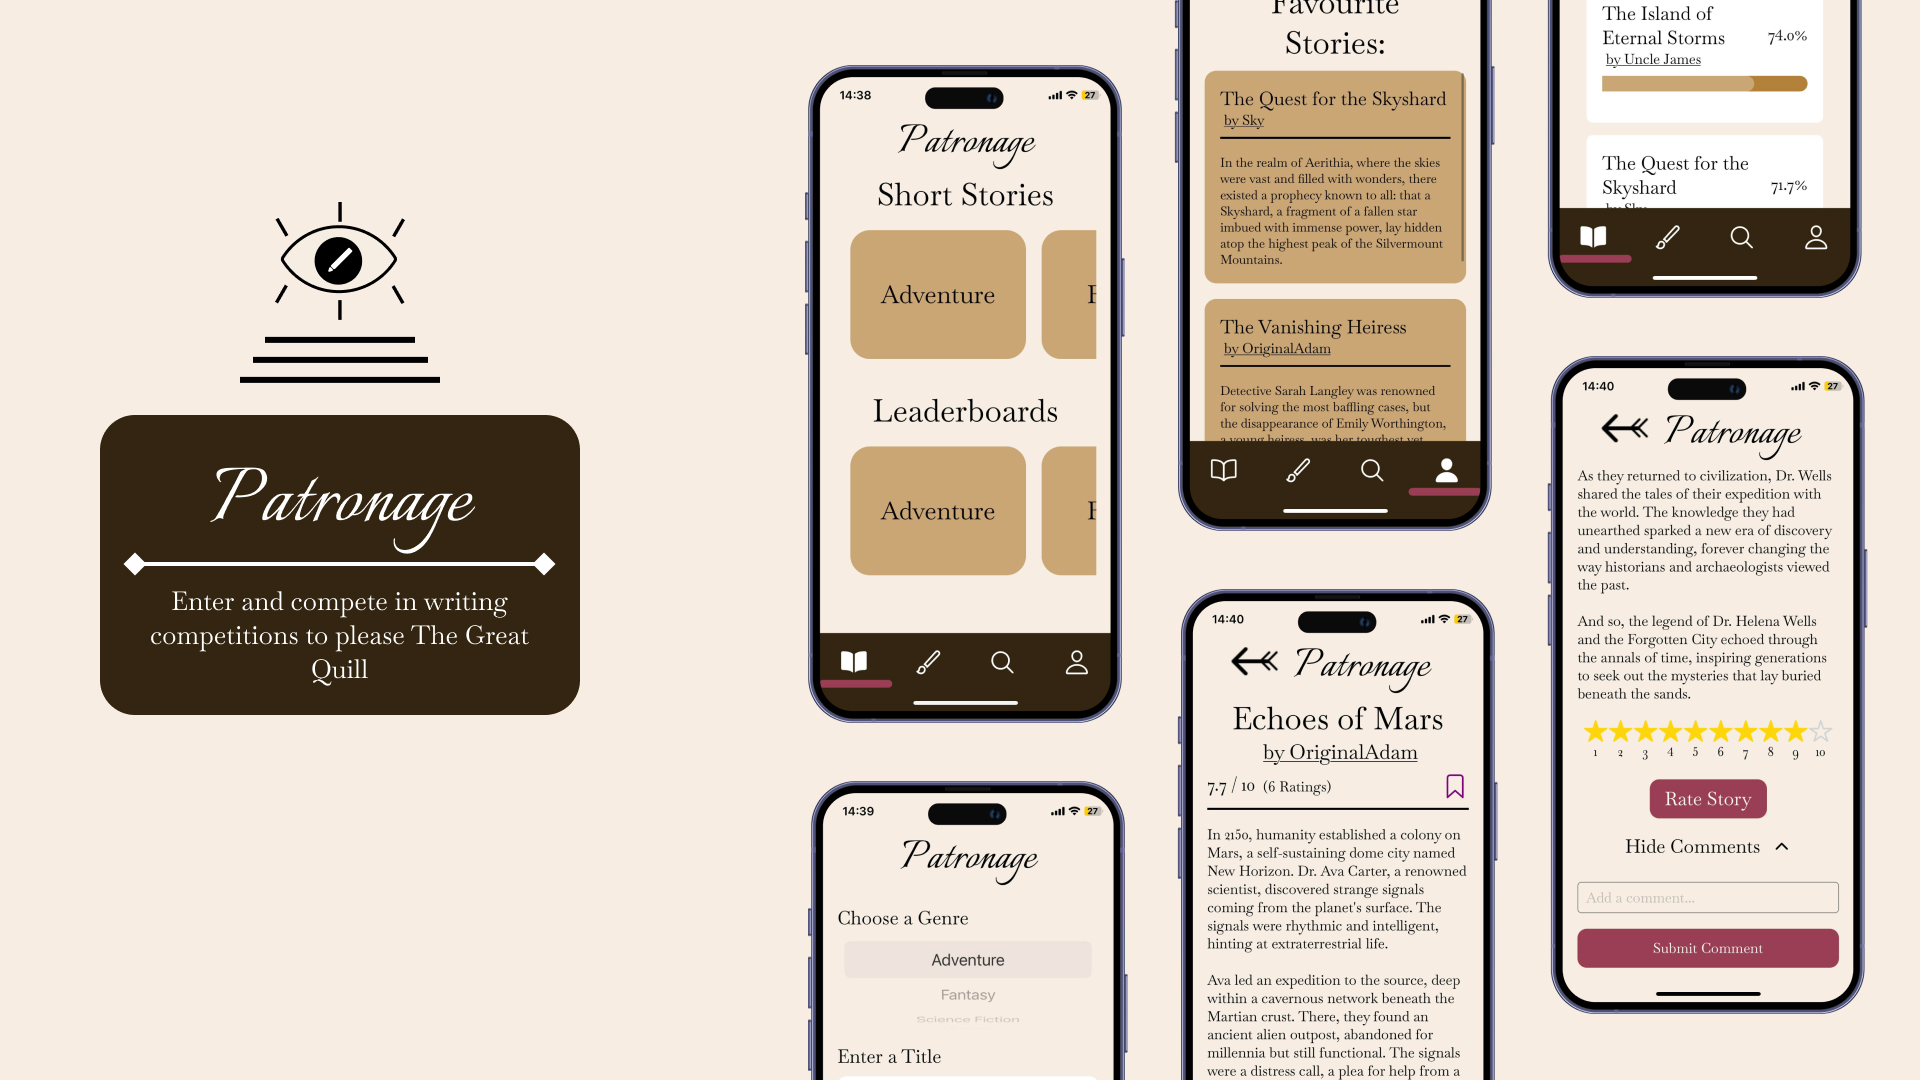 Patronage
Enter and compete in writing
competitions to please The Great
Quill
14:38
27
Patronage
Short Stories
Adventure
Leaderboards
Adventure
14:39
27
Patronage
Choose a Genre
Adventure
Fantasy
Science Fiction
Enter a Title
Favourite
Stories:
The Quest for the Skyshard
by Sky
In the realm of Aerithia, where the skies
were vast and filled with wonders, there
existed a prophecy known to all: that a
Skyshard, a fragment of a fallen star
imbued with immense power, lay hidden
atop the highest peak of the Silvermount
Mountains.
The Vanishing Heiress
by OriginalAdam
Detective Sarah Langley was renowned
for solving the most baffling cases, but
the disappearance of Emily Worthington,
a young heiress, was her toughest yet.
14:40
27
Patronage
Echoes of Mars
by OriginalAdam
7.7 / 10 (6 Ratings)
In 2150, humanity established a colony on
Mars, a self-sustaining dome city named
New Horizon. Dr. Ava Carter, a renowned
scientist, discovered strange signals
coming from the planet's surface. The
signals were rhythmic and intelligent,
hinting at extraterrestrial life.
Ava led an expedition to the source, deep
within a cavernous network beneath the
Martian crust. There, they found an
ancient alien outpost, abandoned for
millennia but still functional. The signals
were a distress call, a plea for help from a
The Island of
Eternal Storms
74.0%
by Uncle James
The Quest for the
Skyshard
71.7%
by Sky
14:40
27
Patronage
As they returned to civilization, Dr. Wells
shared the tales of their expedition with
the world. The knowledge they had
unearthed sparked a new era of discovery
and understanding, forever changing the
way historians and archaeologists viewed
the past.
And so, the legend of Dr. Helena Wells
and the Forgotten City echoed through
the annals of time, inspiring generations
to seek out the mysteries that lay buried
beneath the sands.
1 2 3 4 5 6 7 8 9 10
Rate Story
Hide Comments
Add a comment...
Submit Comment